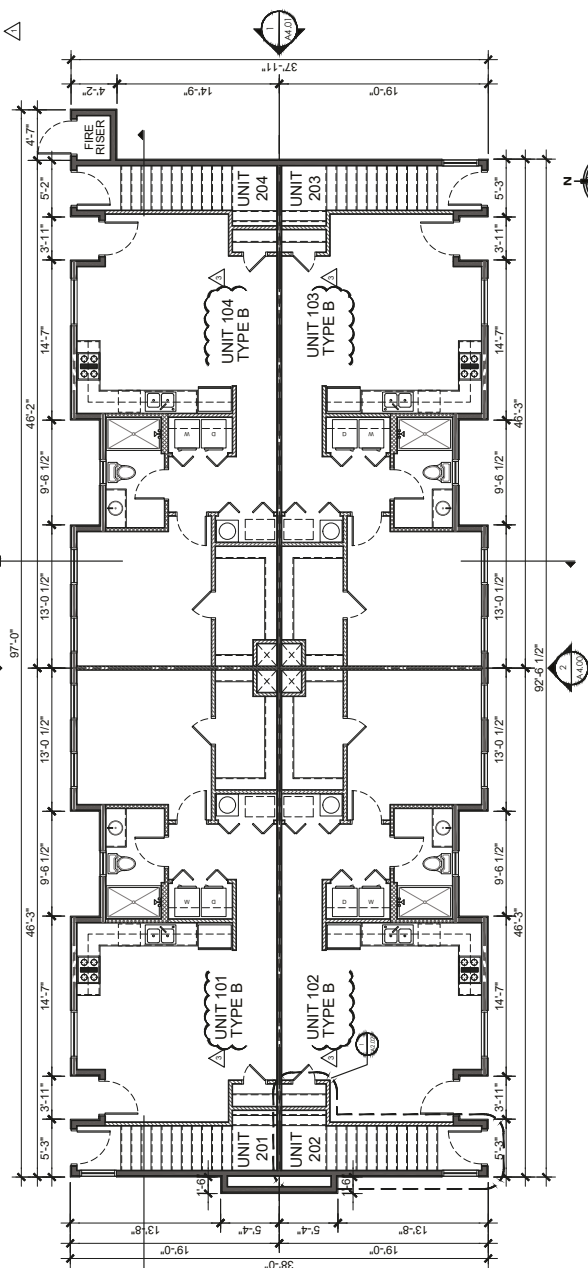 1
97'-0"
46'-3"
46'-2"
4'-7"
5'-3"
3'-11"
14'-7"
9'-6 1/2"
13'-0 1/2"
13'-0 1/2"
9'-6 1/2"
14'-7"
3'-11"
5'-2"
FIRE
RISER
38'-0"
19'-0"
19'-0"
13'-8"
5'-4"
5'-4"
13'-8"
1'-6"
1'-6"
4'-2"
14'-9"
19'-0"
37'-11"
1
A4.01
UNIT
201
UNIT 101
TYPE B
3
W
D
W
D
UNIT 104
TYPE B
3
UNIT
204
UNIT
202
UNIT 102
TYPE B
3
1
D
W
D
W
UNIT 103
TYPE B
3
UNIT
203
5'-3"
3'-11"
14'-7"
9'-6 1/2"
13'-0 1/2"
13'-0 1/2"
9'-6 1/2"
14'-7"
3'-11"
5'-3"
46'-3"
46'-3"
92'-6 1/2"
2
A4.00
N